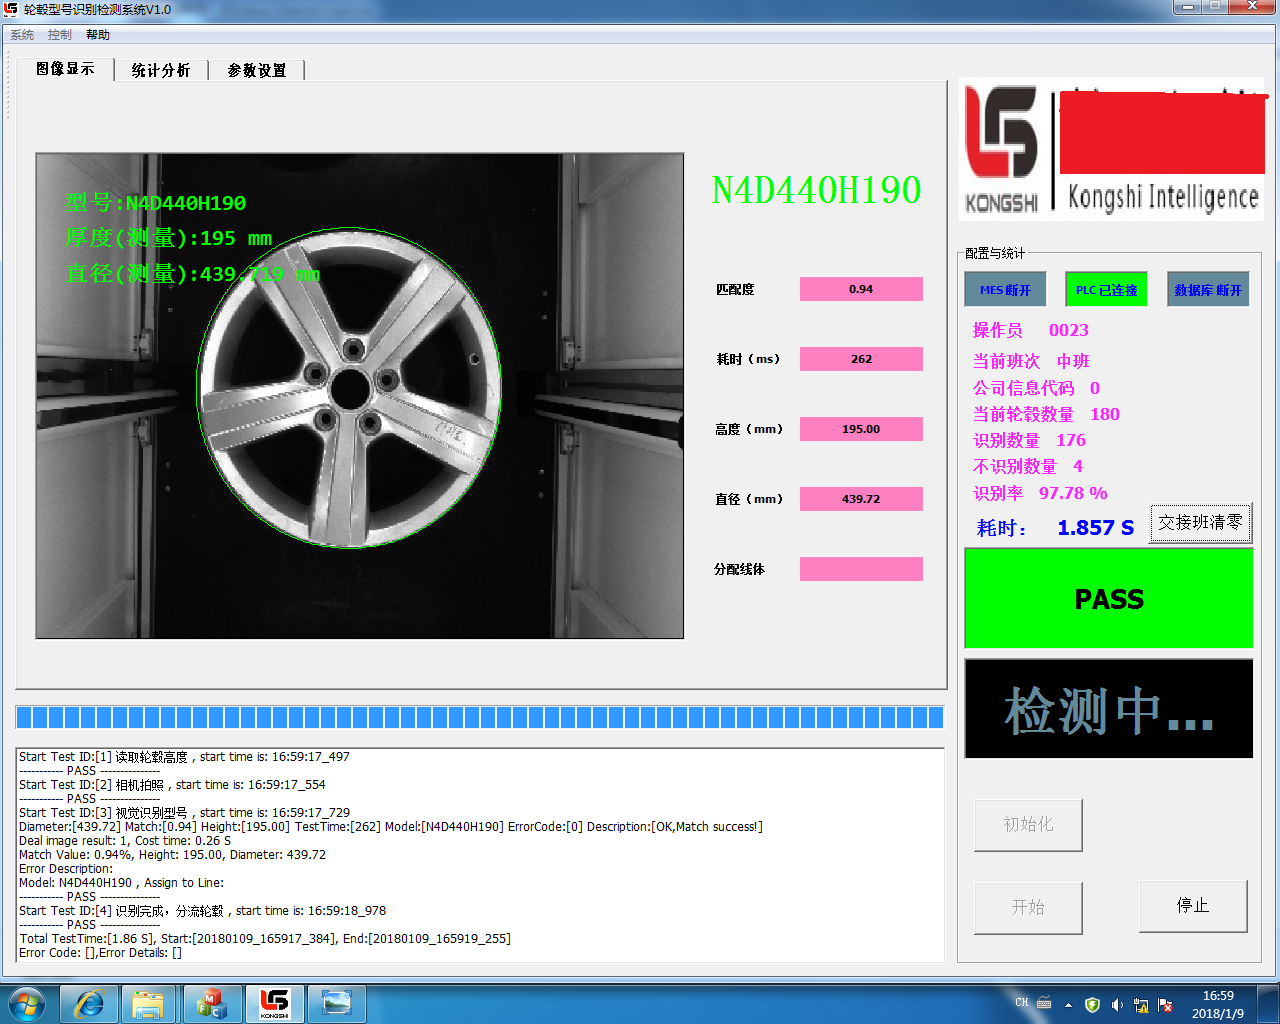 轮毂型号识别检测系统V1.0
系统 控制 帮助
图像显示 统计分析 参数设置
型号:N4D440H190
厚度(测量):195 mm
直径(测量):439.719 mm
N4D440H190
匹配度 0.94
耗时（ms） 262
高度（mm） 195.00
直径（mm） 439.72
分配线体
KONGSHI
Kongshi Intelligence
配置与统计
MES断开 PLC已连接 数据库断开
操作员 0023
当前班次 中班
公司信息代码 0
当前轮毂数量 180
识别数量 176
不识别数量 4
识别率 97.78 %
耗时： 1.857 S
交接班清零
PASS
检测中...
初始化
开始
停止
Start Test ID:[1] 读取轮毂高度 , start time is: 16:59:17_497
----------- PASS ---------------
Start Test ID:[2] 相机拍照 , start time is: 16:59:17_554
----------- PASS ---------------
Start Test ID:[3] 视觉识别型号 , start time is: 16:59:17_729
Diameter:[439.72] Match:[0.94] Height:[195.00] TestTime:[262] Model:[N4D440H190] ErrorCode:[0] Description:[OK,Match success!]
Deal image result: 1, Cost time: 0.26 S
Match Value: 0.94%, Height: 195.00, Diameter: 439.72
Error Description:
Model: N4D440H190 , Assign to Line:
----------- PASS ---------------
Start Test ID:[4] 识别完成，分流轮毂 , start time is: 16:59:18_978
----------- PASS ---------------
Total TestTime:[1.86 S], Start:[20180109_165917_384], End:[20180109_165919_255]
Error Code: [],Error Details: []
MFC
KONGSHI
CH
16:59
2018/1/9